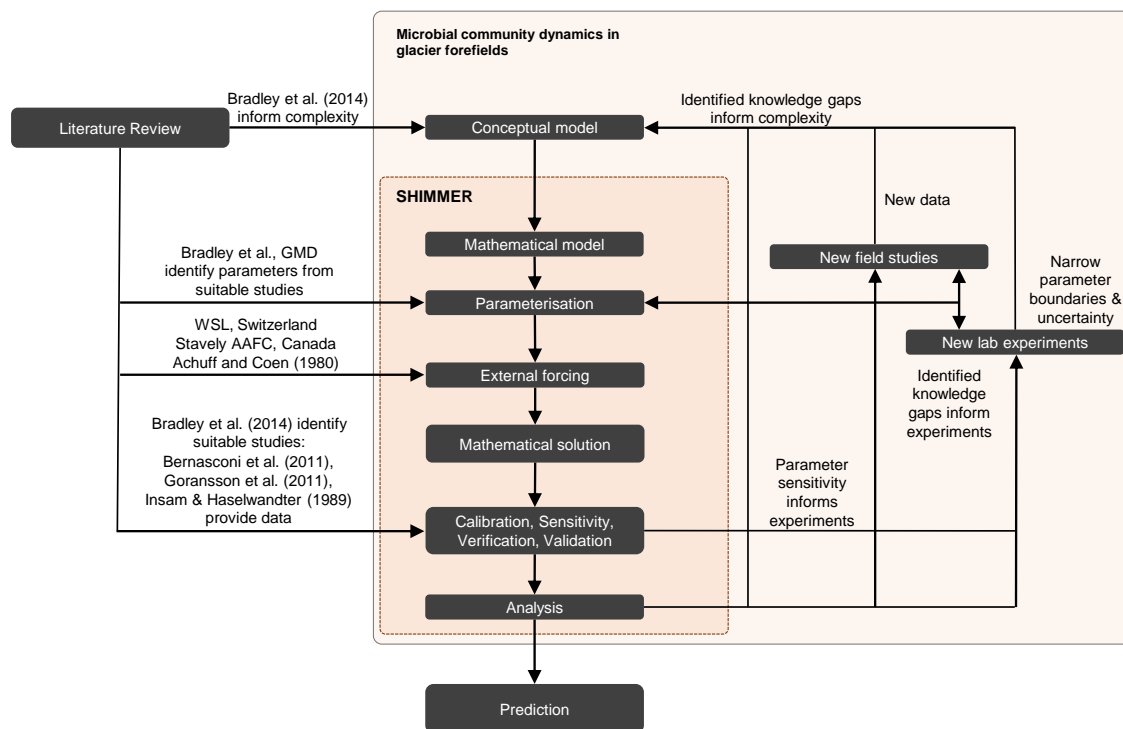 Microbial community dynamics in
glacier forefields
Bradley et al. (2014)
inform complexity
Identified knowledge gaps
inform complexity
Literature Review
Conceptual model
SHIMMER
New data
Mathematical model
Bradley et al., GMD
identify parameters from
suitable studies
New field studies
Narrow
parameter
boundaries &
uncertainty
Parameterisation
WSL, Switzerland
Stavely AAFC, Canada
Achuff and Coen (1980)
New lab experiments
External forcing
Identified
knowledge
gaps inform
experiments
Bradley et al. (2014) identify
suitable studies:
Bernasconi et al. (2011),
Goransson et al. (2011),
Insam & Haselwandter (1989)
provide data
Mathematical solution
Parameter
sensitivity
informs
experiments
Calibration, Sensitivity,
Verification, Validation
Analysis
Prediction